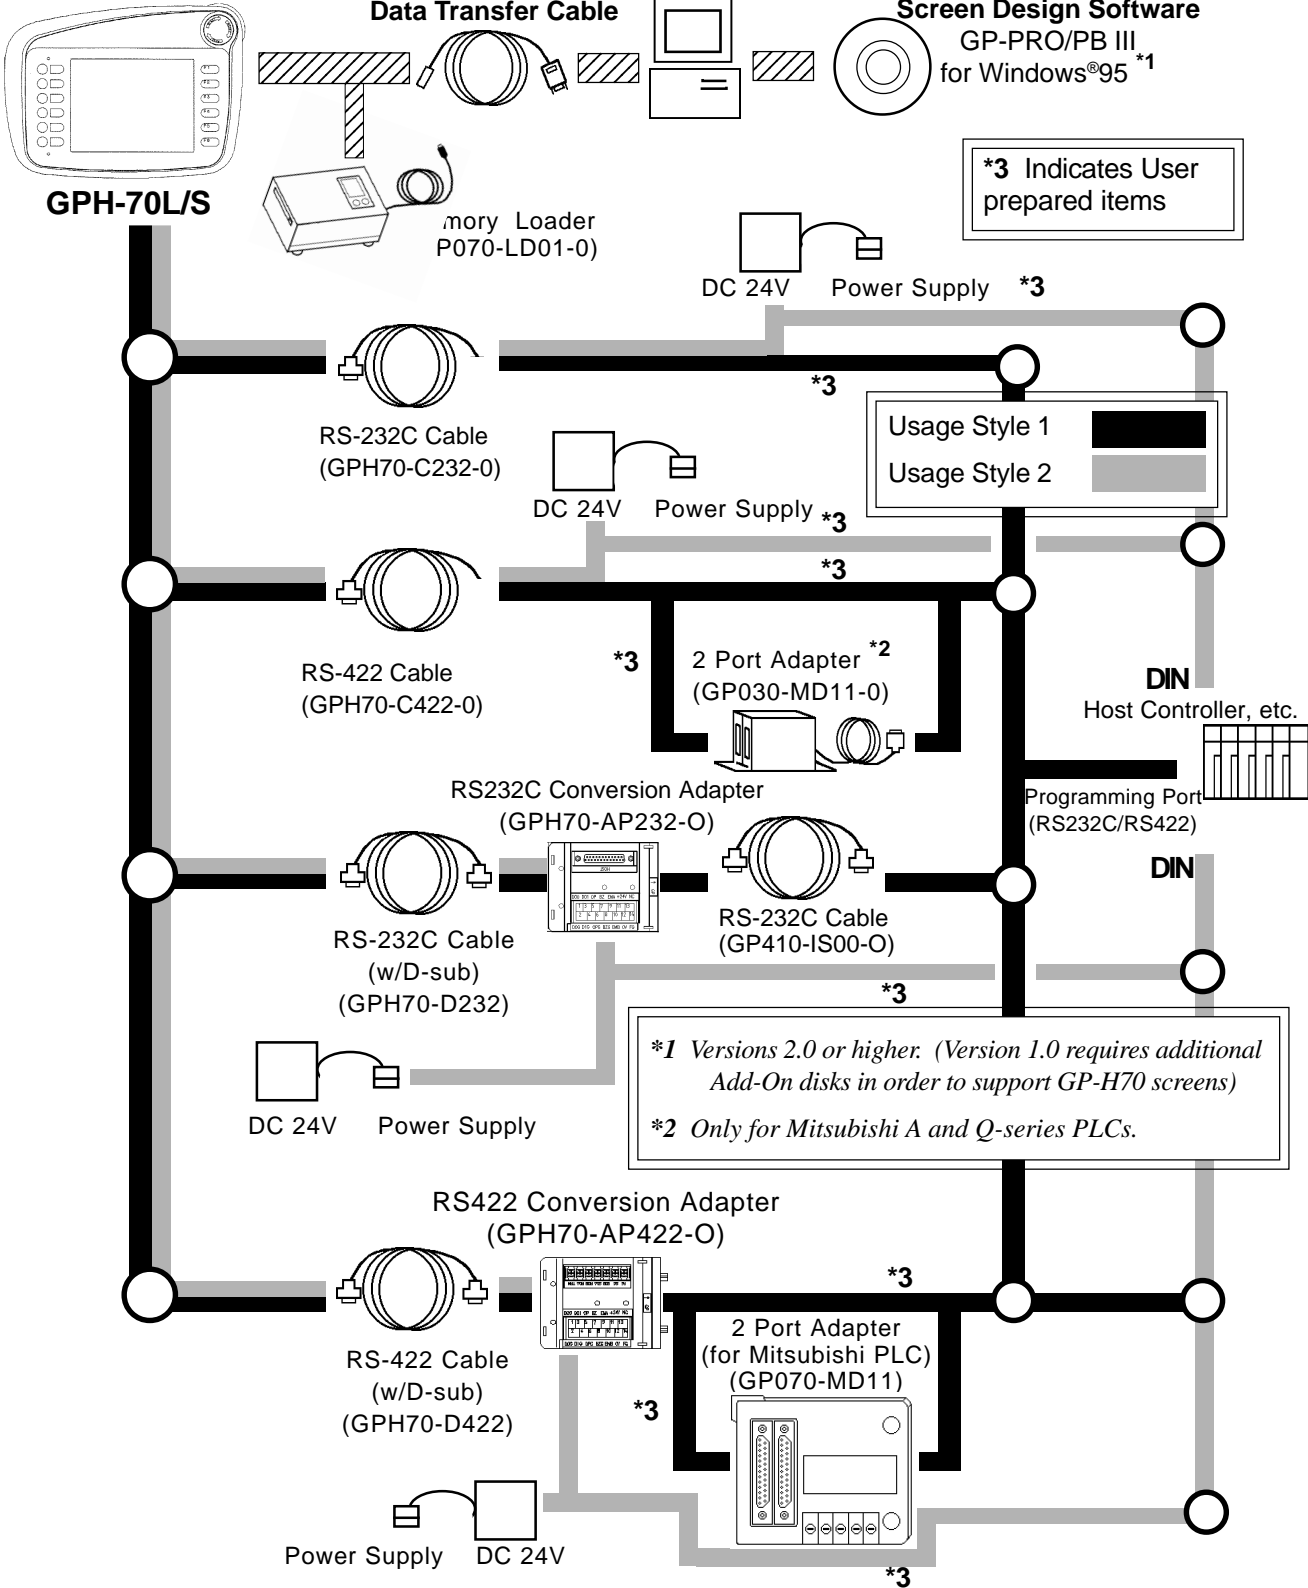 Data Transfer Cable
Screen Design Software
GP-PRO/PB III
for Windows®95 *1
*3 Indicates User
prepared items
GPH-70L/S
mory Loader
P070-LD01-0)
DC 24V Power Supply *3
*3
RS-232C Cable
(GPH70-C232-0)
Usage Style 1
Usage Style 2
DC 24V Power Supply *3
*3
RS-422 Cable
(GPH70-C422-0)
*3
2 Port Adapter *2
(GP030-MD11-0)
DIN
Host Controller, etc.
Programming Port
(RS232C/RS422)
DIN
RS232C Conversion Adapter
(GPH70-AP232-O)
RS-232C Cable
(w/D-sub)
(GPH70-D232)
RS-232C Cable
(GP410-IS00-O)
*3
DC 24V Power Supply
*1 Versions 2.0 or higher. (Version 1.0 requires additional
Add-On disks in order to support GP-H70 screens)
*2 Only for Mitsubishi A and Q-series PLCs.
RS422 Conversion Adapter
(GPH70-AP422-O)
*3
RS-422 Cable
(w/D-sub)
(GPH70-D422)
*3
2 Port Adapter
(for Mitsubishi PLC)
(GP070-MD11)
Power Supply DC 24V
*3